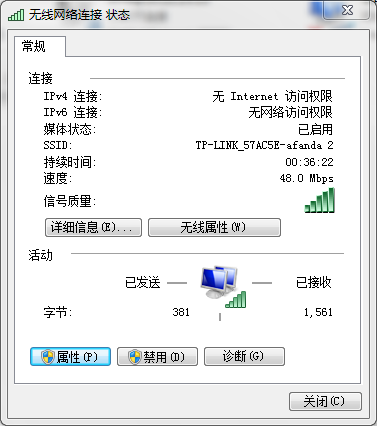 无线网络连接 状态
常规
连接
IPv4 连接: 无 Internet 访问权限
IPv6 连接: 无网络访问权限
媒体状态: 已启用
SSID: TP-LINK_57AC5E-afanda 2
持续时间: 00:36:22
速度: 48.0 Mbps
信号质量:
详细信息(E)... 无线属性(W)
活动
已发送 — — 已接收
字节: 381 | 1,561
属性(P) 禁用(D) 诊断(G)
关闭(C)